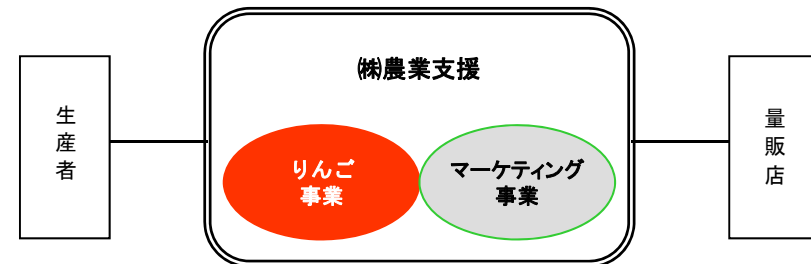 ㈱農業支援
生産者
りんご
事業
マーケティング
事業
量販店